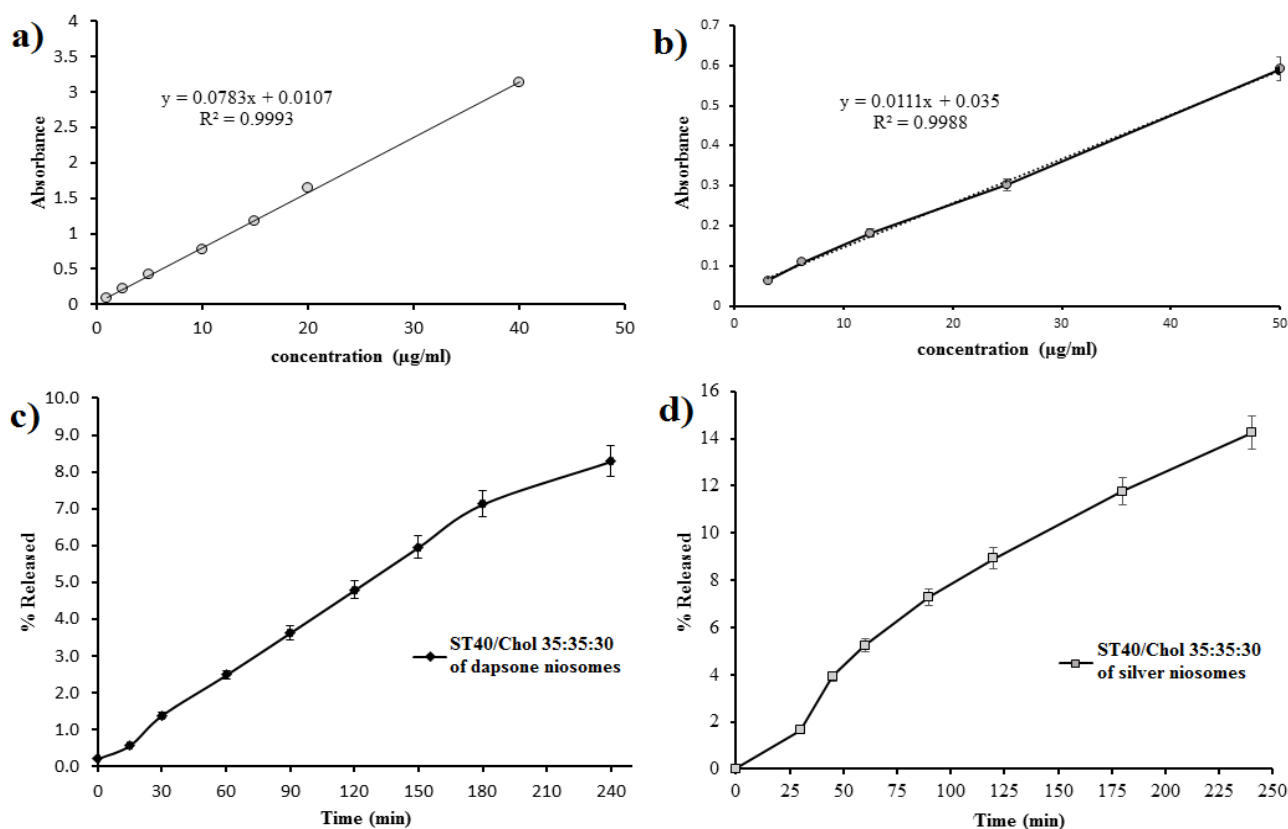 a)
4
3.5
3
2.5
2
1.5
1
0.5
0
Absorbance
y = 0.0783x + 0.0107
R² = 0.9993
0 10 20 30 40 50
concentration (µg/ml)
b)
0.7
0.6
0.5
0.4
0.3
0.2
0.1
0
Absorbance
y = 0.0111x + 0.035
R² = 0.9988
0 10 20 30 40 50
concentration (µg/ml)
c)
10.0
9.0
8.0
7.0
6.0
5.0
4.0
3.0
2.0
1.0
0.0
% Released
ST40/Chol 35:35:30
of dapsone niosomes
0 30 60 90 120 150 180 210 240
Time (min)
d)
16
14
12
10
8
6
4
2
0
% Released
ST40/Chol 35:35:30
of silver niosomes
0 25 50 75 100 125 150 175 200 225 250
Time (min)